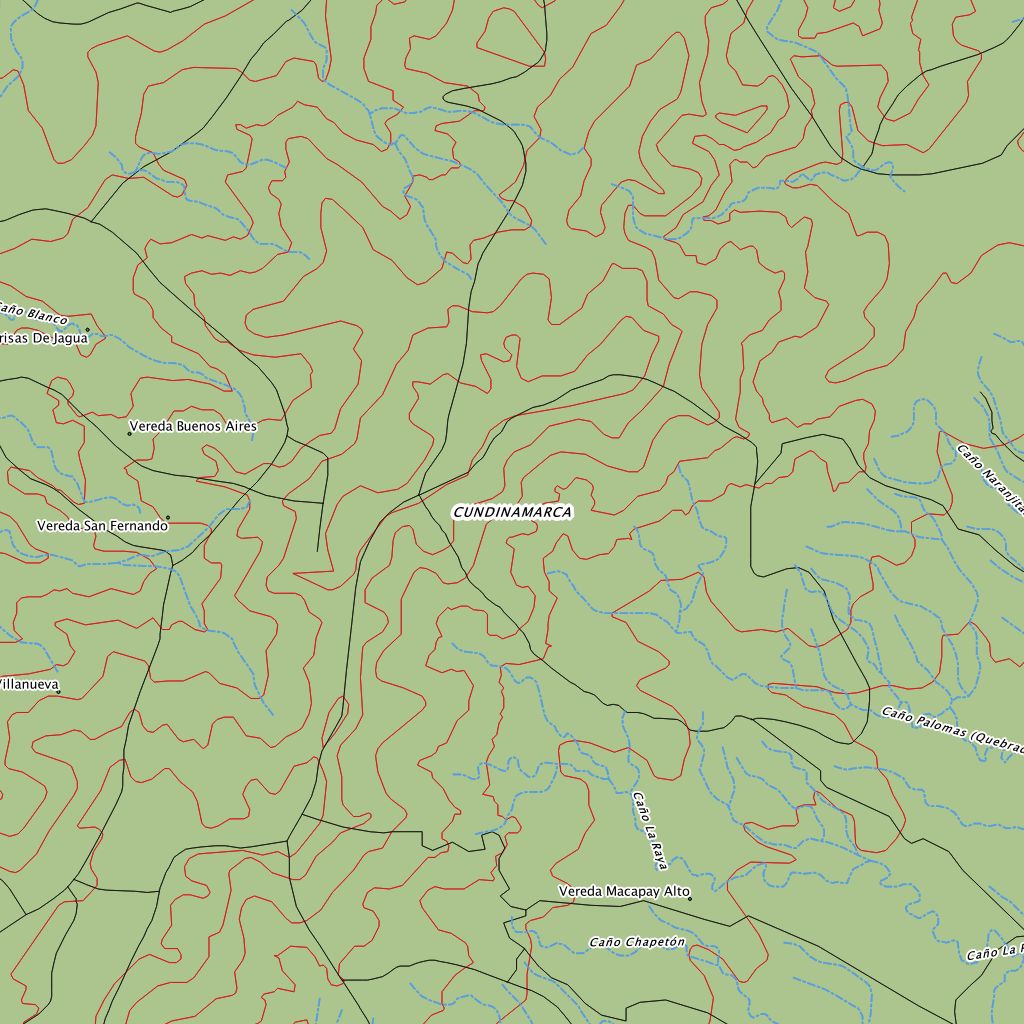 Caño Blanco
risas De Jagua
Vereda Buenos Aires
Caño Naranjita
CUNDINAMARCA
Vereda San Fernando
Villanueva
Caño Palomas (Quebrad
Caño La Raya
Vereda Macapay Alto
Caño Chapetón
Caño La R